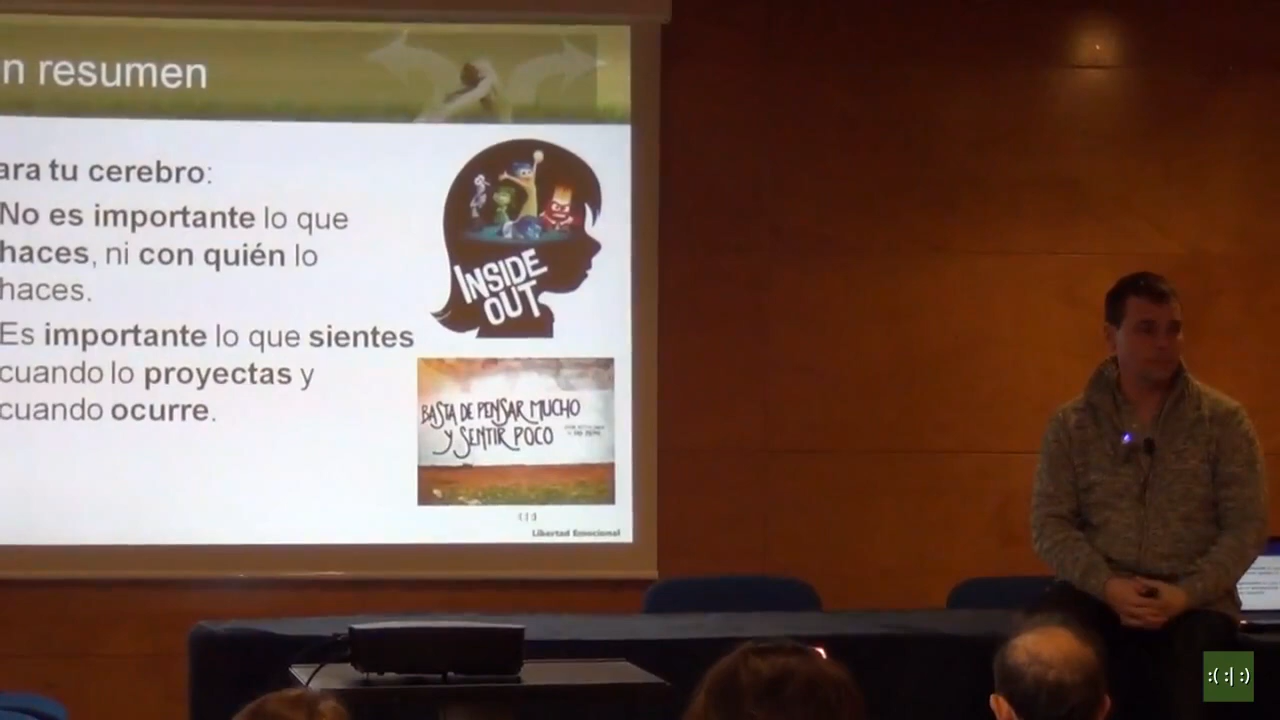 n resumen
ara tu cerebro:
No es importante lo que
haces, ni con quién lo
haces.
Es importante lo que sientes
cuando lo proyectas y
cuando ocurre.
INSIDE
OUT
BASTA DE PENSAR MUCHO
Y SENTIR POCO
:( :| :)
Libertad Emocional
:( :| :)